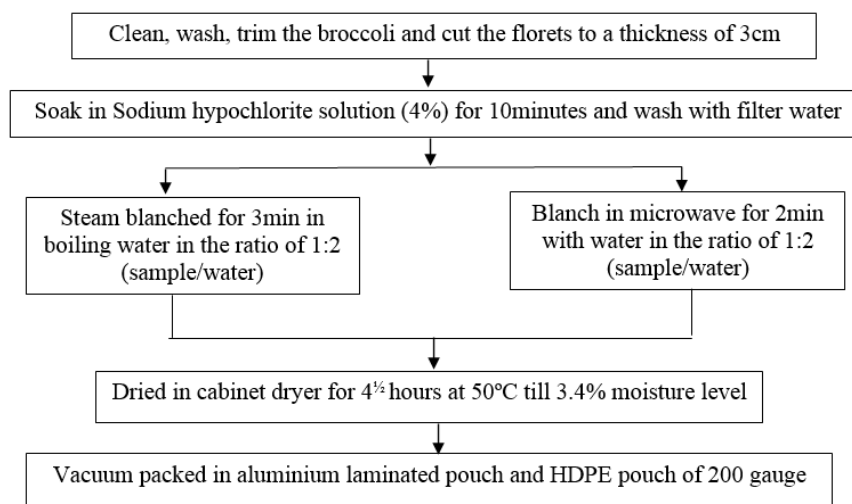 Clean, wash, trim the broccoli and cut the florets to a thickness of 3cm
Soak in Sodium hypochlorite solution (4%) for 10minutes and wash with filter water
Steam blanched for 3min in
boiling water in the ratio of 1:2
(sample/water)
Blanch in microwave for 2min
with water in the ratio of 1:2
(sample/water)
Dried in cabinet dryer for 4½ hours at 50ºC till 3.4% moisture level
Vacuum packed in aluminium laminated pouch and HDPE pouch of 200 gauge